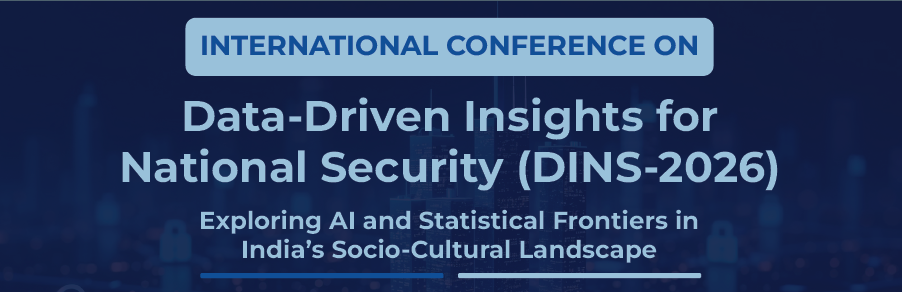 INTERNATIONAL CONFERENCE ON
Data-Driven Insights for
National Security (DINS-2026)
Exploring AI and Statistical Frontiers in
India’s Socio-Cultural Landscape